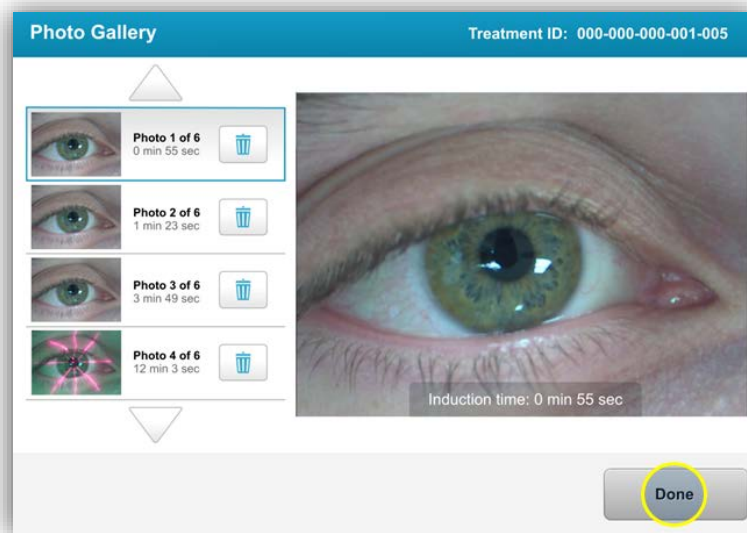 Photo Gallery
Treatment ID: 000-000-000-001-005
Photo 1 of 6
0 min 55 sec
Photo 2 of 6
1 min 23 sec
Photo 3 of 6
3 min 49 sec
Photo 4 of 6
12 min 3 sec
Induction time: 0 min 55 sec
Done